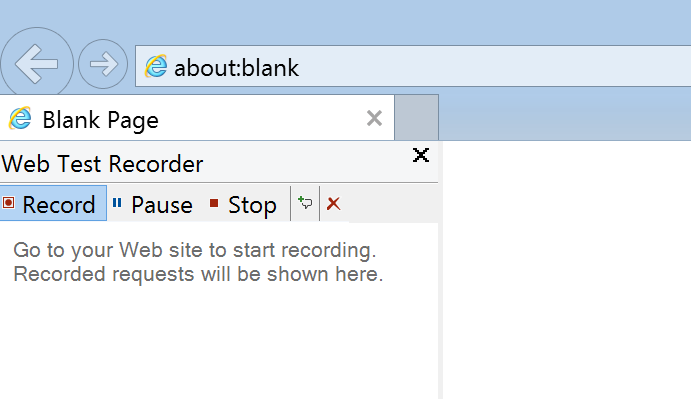 about:blank
Blank Page
Web Test Recorder
Record Pause Stop
Go to your Web site to start recording.
Recorded requests will be shown here.